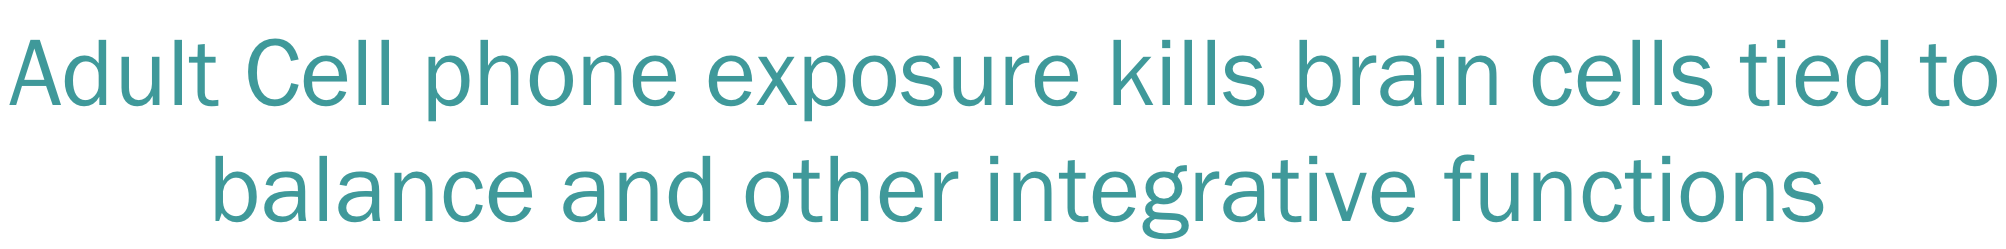 Adult Cell phone exposure kills brain cells tied to
balance and other integrative functions